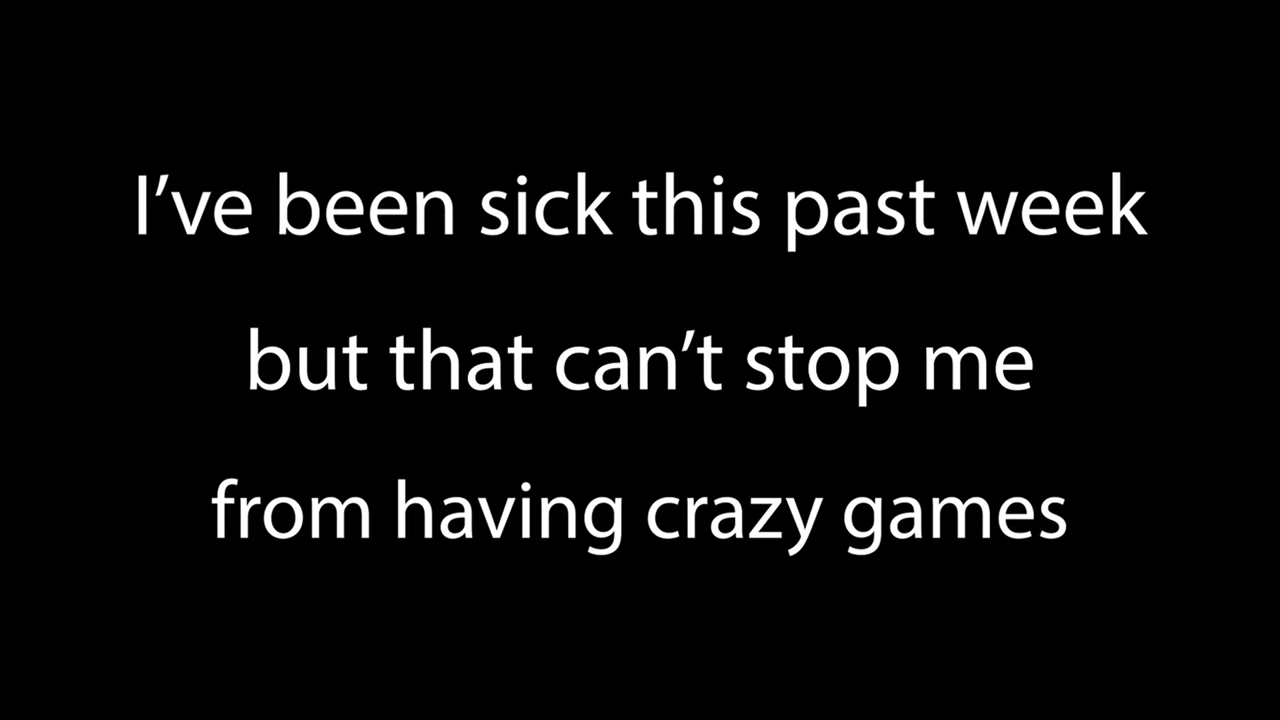 I’ve been sick this past week
but that can’t stop me
from having crazy games